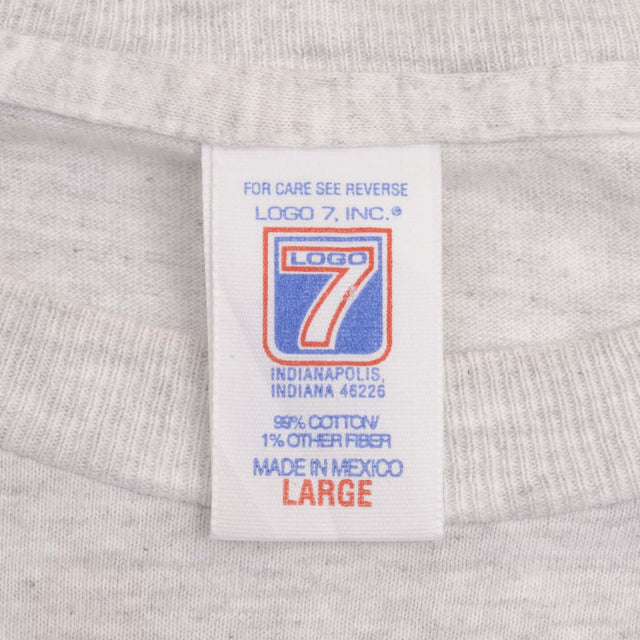 FOR CARE SEE REVERSE
LOGO 7, INC.®
LOGO
7
INDIANAPOLIS,
INDIANA 46226
99% COTTON/
1% OTHER FIBER
MADE IN MEXICO
LARGE